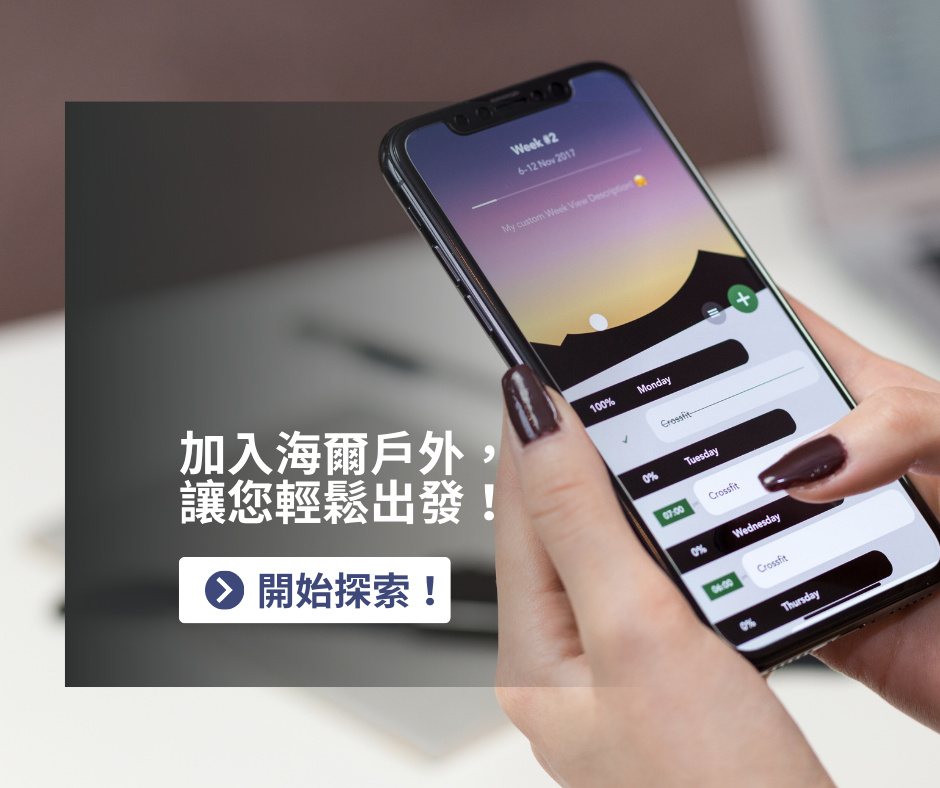 Week #2
6-12 Nov 2017
My custom Week View Description!
100% Monday
Crossfit
0% Tuesday
07:00 Crossfit
0% Wednesday
06:00 Crossfit
0% Thursday
加入海爾戶外，
讓您輕鬆出發！
開始探索！